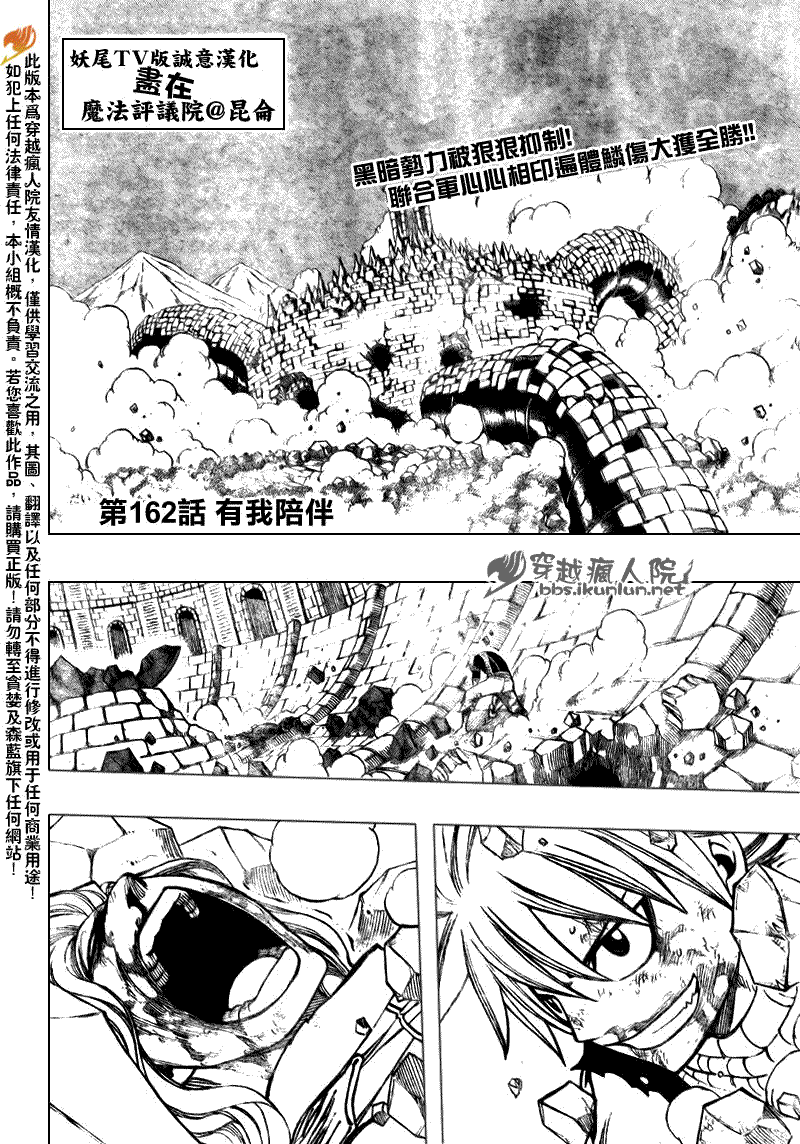 妖尾TV版誠意漢化
盡在
魔法評議院@昆侖
黑暗勢力被狠狠抑制!
聯合軍心心相印遍體鱗傷大獲全勝!!
第162話 有我陪伴
穿越瘋人院
bbs.ikunlun.net
此版本爲穿越瘋人院友情漢化,僅供學習交流之用,其圖、翻譯以及任何部分不得進行修改或用于任何商業用途!
如犯上任何法律責任,本小組概不負責。若您喜歡此作品,請購買正版!請勿轉至貪婪及森藍旗下任何網站!